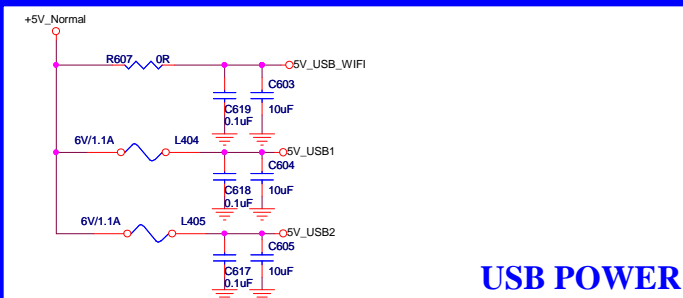 +5V_Normal
R607 0R
5V_USB_WIFI
C603
C619
0.1uF
10uF
6V/1.1A L404
5V_USB1
C604
C618
0.1uF
10uF
6V/1.1A L405
5V_USB2
C605
C617
0.1uF
10uF
USB POWER